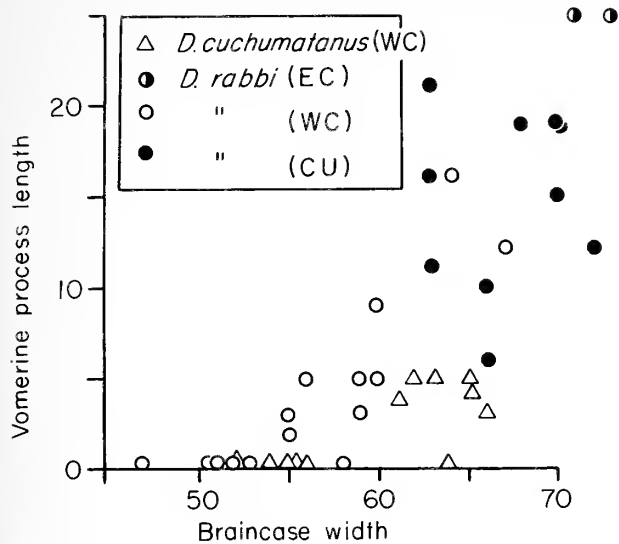 D. cuchumatanus (WC)
D. rabbi (EC)
" (WC)
" (CU)
Vomerine process length
20
10
0
50 60 70
Braincase width